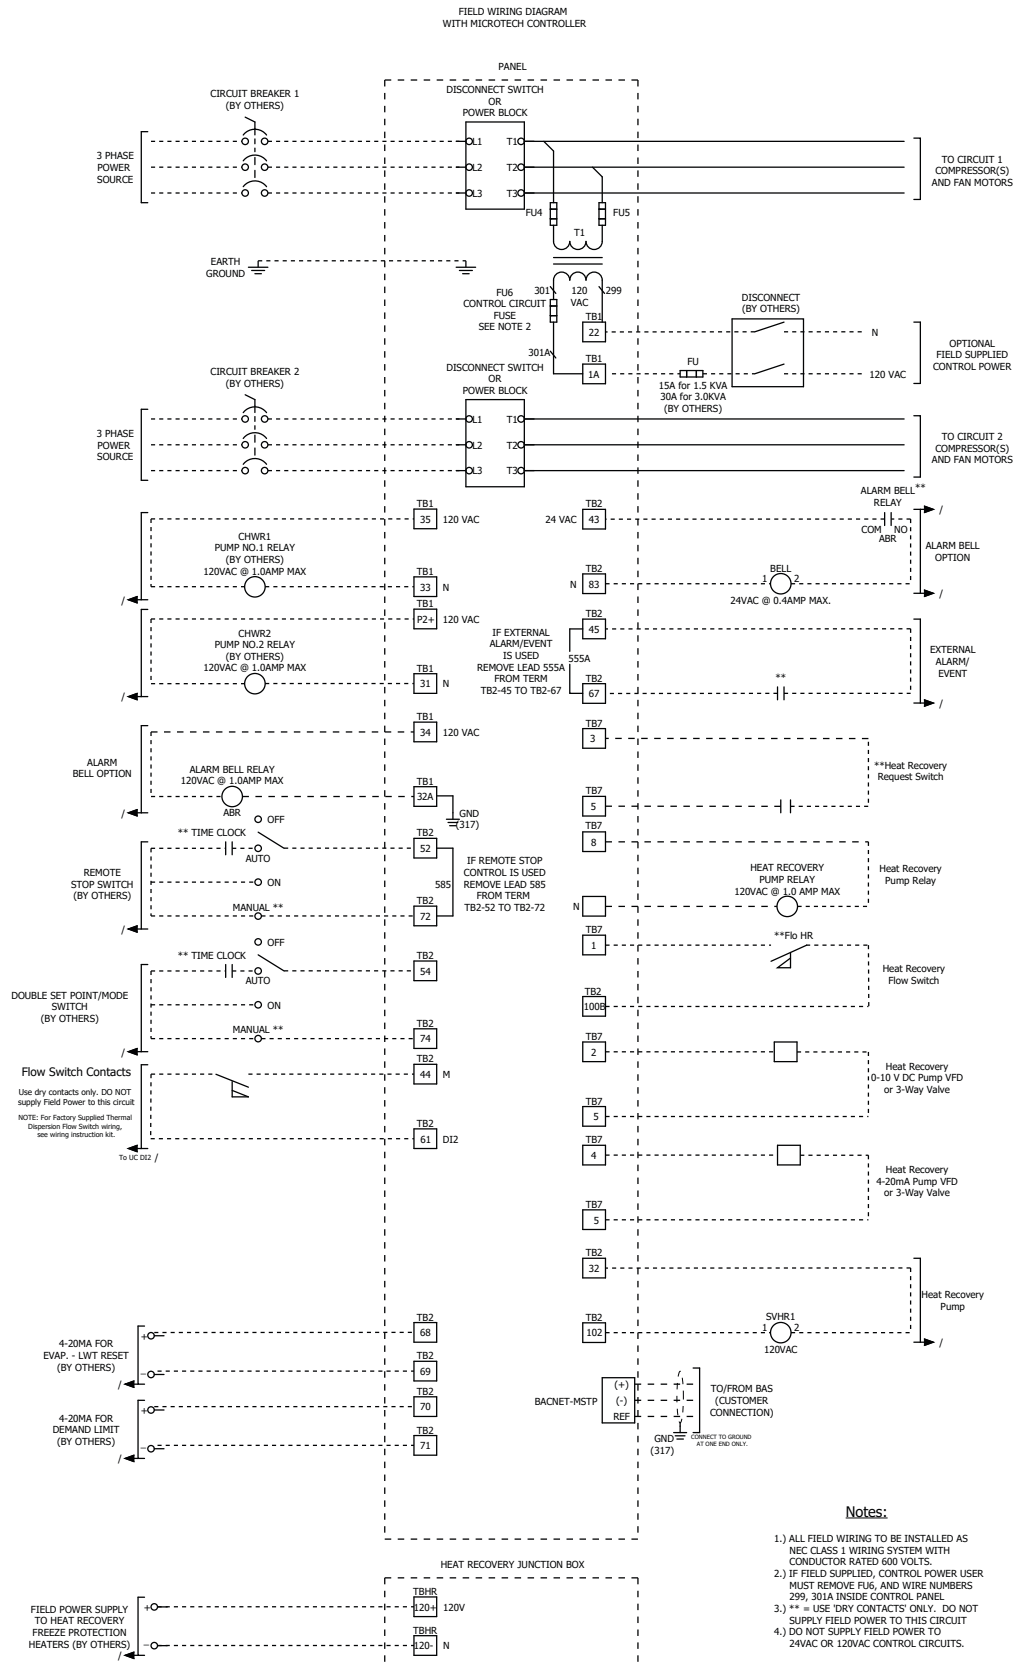 FIELD WIRING DIAGRAM
WITH MICROTECH CONTROLLER
PANEL
CIRCUIT BREAKER 1
(BY OTHERS)
DISCONNECT SWITCH
OR
POWER BLOCK
3 PHASE
POWER
SOURCE
L1 T1
L2 T2
L3 T3
TO CIRCUIT 1
COMPRESSOR(S)
AND FAN MOTORS
FU4 FU5
T1
EARTH
GROUND
301 120 VAC 299
FU6
CONTROL CIRCUIT
FUSE
SEE NOTE 2
TB1
22
DISCONNECT
(BY OTHERS)
N
301A
TB1
1A
FU
15A for 1.5 KVA
30A for 3.0KVA
(BY OTHERS)
120 VAC
OPTIONAL
FIELD SUPPLIED
CONTROL POWER
CIRCUIT BREAKER 2
(BY OTHERS)
DISCONNECT SWITCH
OR
POWER BLOCK
3 PHASE
POWER
SOURCE
L1 T1
L2 T2
L3 T3
TO CIRCUIT 2
COMPRESSOR(S)
AND FAN MOTORS
TB1
35 120 VAC
CHWR1
PUMP NO.1 RELAY
(BY OTHERS)
120VAC @ 1.0AMP MAX
TB1
33 N
/
TB1
P2+ 120 VAC
CHWR2
PUMP NO.2 RELAY
(BY OTHERS)
120VAC @ 1.0AMP MAX
TB1
31 N
/
TB1
34 120 VAC
ALARM
BELL OPTION
ALARM BELL RELAY
120VAC @ 1.0AMP MAX
ABR
TB1
32A
GND
(317)
/
OFF
** TIME CLOCK
AUTO
ON
MANUAL **
REMOTE
STOP SWITCH
(BY OTHERS)
TB2
52
585
TB2
72
IF REMOTE STOP
CONTROL IS USED
REMOVE LEAD 585
FROM TERM
TB2-52 TO TB2-72
/
OFF
** TIME CLOCK
AUTO
ON
MANUAL **
DOUBLE SET POINT/MODE
SWITCH
(BY OTHERS)
TB2
54
TB2
74
/
Flow Switch Contacts
Use dry contacts only. DO NOT
supply Field Power to this circuit
NOTE: For Factory Supplied Thermal
Dispersion Flow Switch wiring,
see wiring instruction kit.
To UC DI2 /
TB2
44 M
TB2
61 DI2
4-20MA FOR
EVAP. - LWT RESET
(BY OTHERS)
+
-
TB2
68
TB2
69
/
4-20MA FOR
DEMAND LIMIT
(BY OTHERS)
+
-
TB2
70
TB2
71
/
24 VAC
TB2
43
ALARM BELL **
RELAY
COM NO
ABR
/
N
TB2
83
BELL
1 2
24VAC @ 0.4AMP MAX.
ALARM BELL
OPTION
/
IF EXTERNAL
ALARM/EVENT
IS USED
REMOVE LEAD 555A
FROM TERM
TB2-45 TO TB2-67
555A
TB2
45
TB2
67
**
EXTERNAL
ALARM/
EVENT
/
TB7
3
TB7
5
**Heat Recovery
Request Switch
TB7
8
HEAT RECOVERY
PUMP RELAY
120VAC @ 1.0 AMP MAX
N
Heat Recovery
Pump Relay
TB7
1
**Flo HR
TB2
100B
Heat Recovery
Flow Switch
TB7
2
TB7
5
Heat Recovery
0-10 V DC Pump VFD
or 3-Way Valve
TB7
4
TB7
5
Heat Recovery
4-20mA Pump VFD
or 3-Way Valve
TB2
32
TB2
102
SVHR1
1 2
120VAC
Heat Recovery
Pump
/
BACNET-MSTP
(+)
(-)
REF
TO/FROM BAS
(CUSTOMER
CONNECTION)
GND
(317)
CONNECT TO GROUND
AT ONE END ONLY.
HEAT RECOVERY JUNCTION BOX
FIELD POWER SUPPLY
TO HEAT RECOVERY
FREEZE PROTECTION
HEATERS (BY OTHERS)
+
-
TBHR
120+ 120V
TBHR
120- N
/
Notes:
1.) ALL FIELD WIRING TO BE INSTALLED AS
NEC CLASS 1 WIRING SYSTEM WITH
CONDUCTOR RATED 600 VOLTS.
2.) IF FIELD SUPPLIED, CONTROL POWER USER
MUST REMOVE FU6, AND WIRE NUMBERS
299, 301A INSIDE CONTROL PANEL
3.) ** = USE 'DRY CONTACTS' ONLY. DO NOT
SUPPLY FIELD POWER TO THIS CIRCUIT
4.) DO NOT SUPPLY FIELD POWER TO
24VAC OR 120VAC CONTROL CIRCUITS.